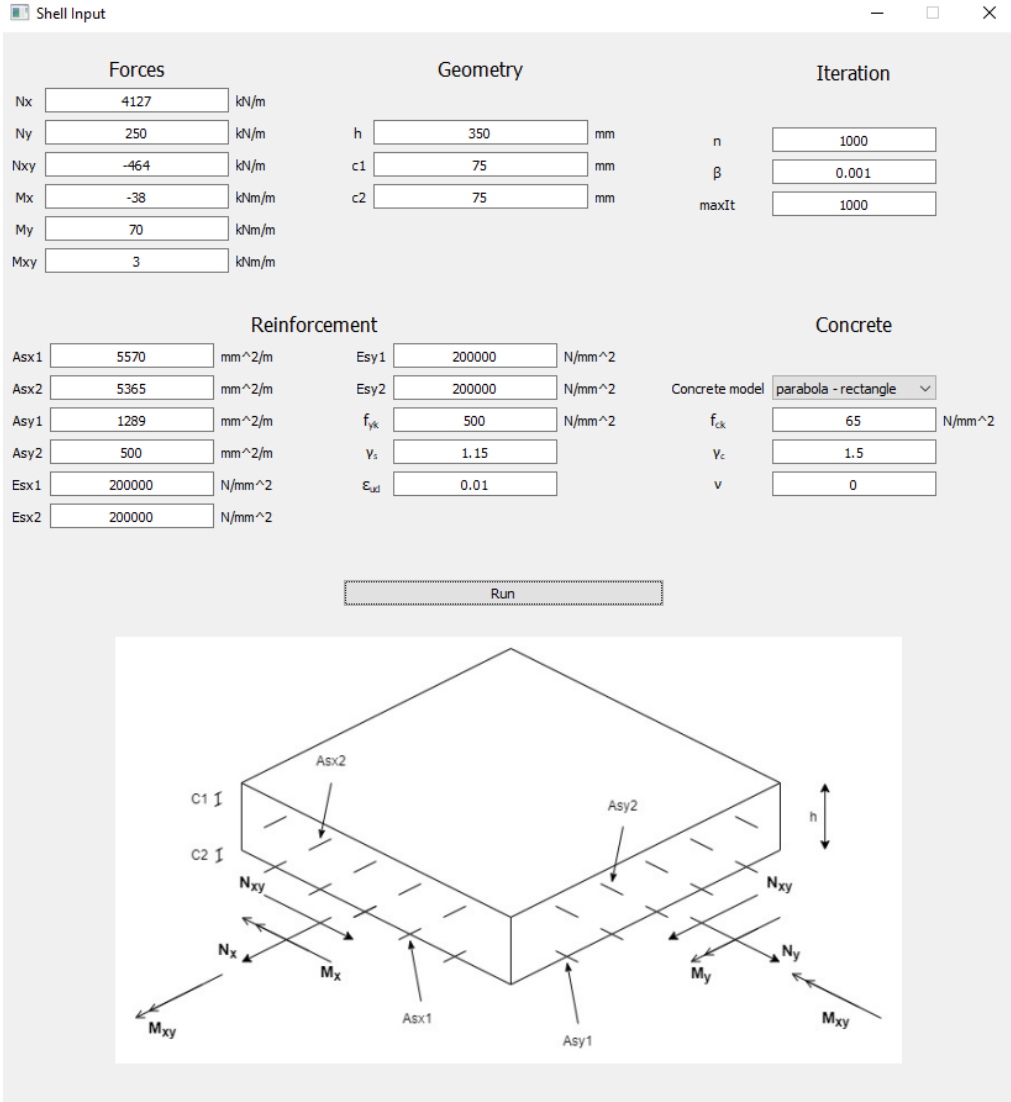 Shell Input
Forces Geometry Iteration
Nx 4127 kN/m
Ny 250 kN/m h 350 mm n 1000
Nxy -464 kN/m c1 75 mm β 0.001
Mx -38 kNm/m c2 75 mm maxIt 1000
My 70 kNm/m
Mxy 3 kNm/m
Reinforcement Concrete
Asx1 5570 mm^2/m Esy1 200000 N/mm^2
Asx2 5365 mm^2/m Esy2 200000 N/mm^2 Concrete model parabola - rectangle
Asy1 1289 mm^2/m fyk 500 N/mm^2 fck 65 N/mm^2
Asy2 500 mm^2/m γs 1.15 γc 1.5
Esx1 200000 N/mm^2 εud 0.01 v 0
Esx2 200000 N/mm^2
Run
Asx2
C1
Asy2
h
C2
Nxy Nxy
Nx Ny
Mx My
Mxy Mxy
Asx1
Asy1